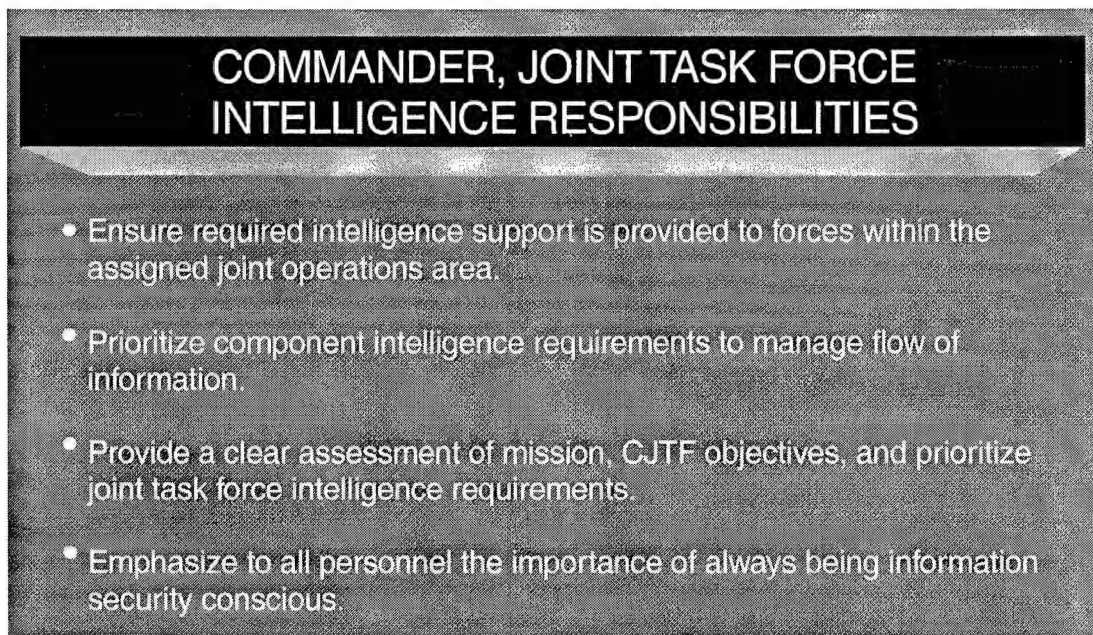 COMMANDER, JOINT TASK FORCE
INTELLIGENCE RESPONSIBILITIES
• Ensure required intelligence support is provided to forces within the
assigned joint operations area.
• Prioritize component intelligence requirements to manage flow of
information.
• Provide a clear assessment of mission, CJTF objectives, and prioritize
joint task force intelligence requirements.
• Emphasize to all personnel the importance of always being information
security conscious.